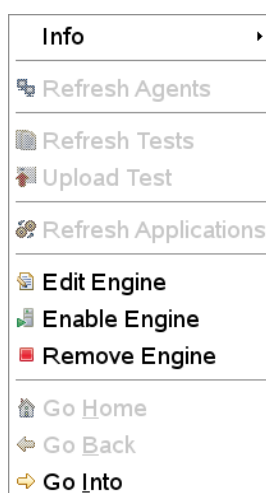 Info
Refresh Agents
Refresh Tests
Upload Test
Refresh Applications
Edit Engine
Enable Engine
Remove Engine
Go Home
Go Back
Go Into